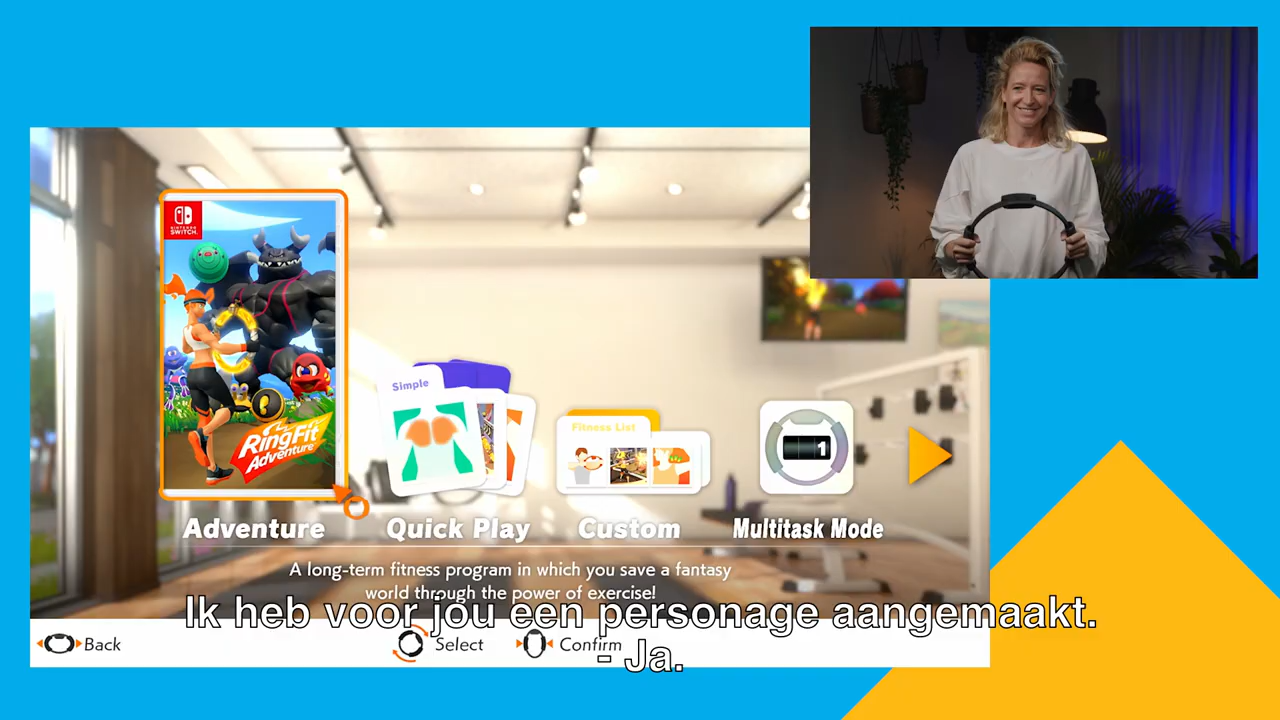 NINTENDO
SWITCH
RingFit
Adventure
Simple
Fitness List
1
Adventure
Quick Play
Custom
Multitask Mode
A long-term fitness program in which you save a fantasy
world through the power of exercise!
Ik heb voor jou een personage aangemaakt.
- Ja.
Back
Select
Confirm